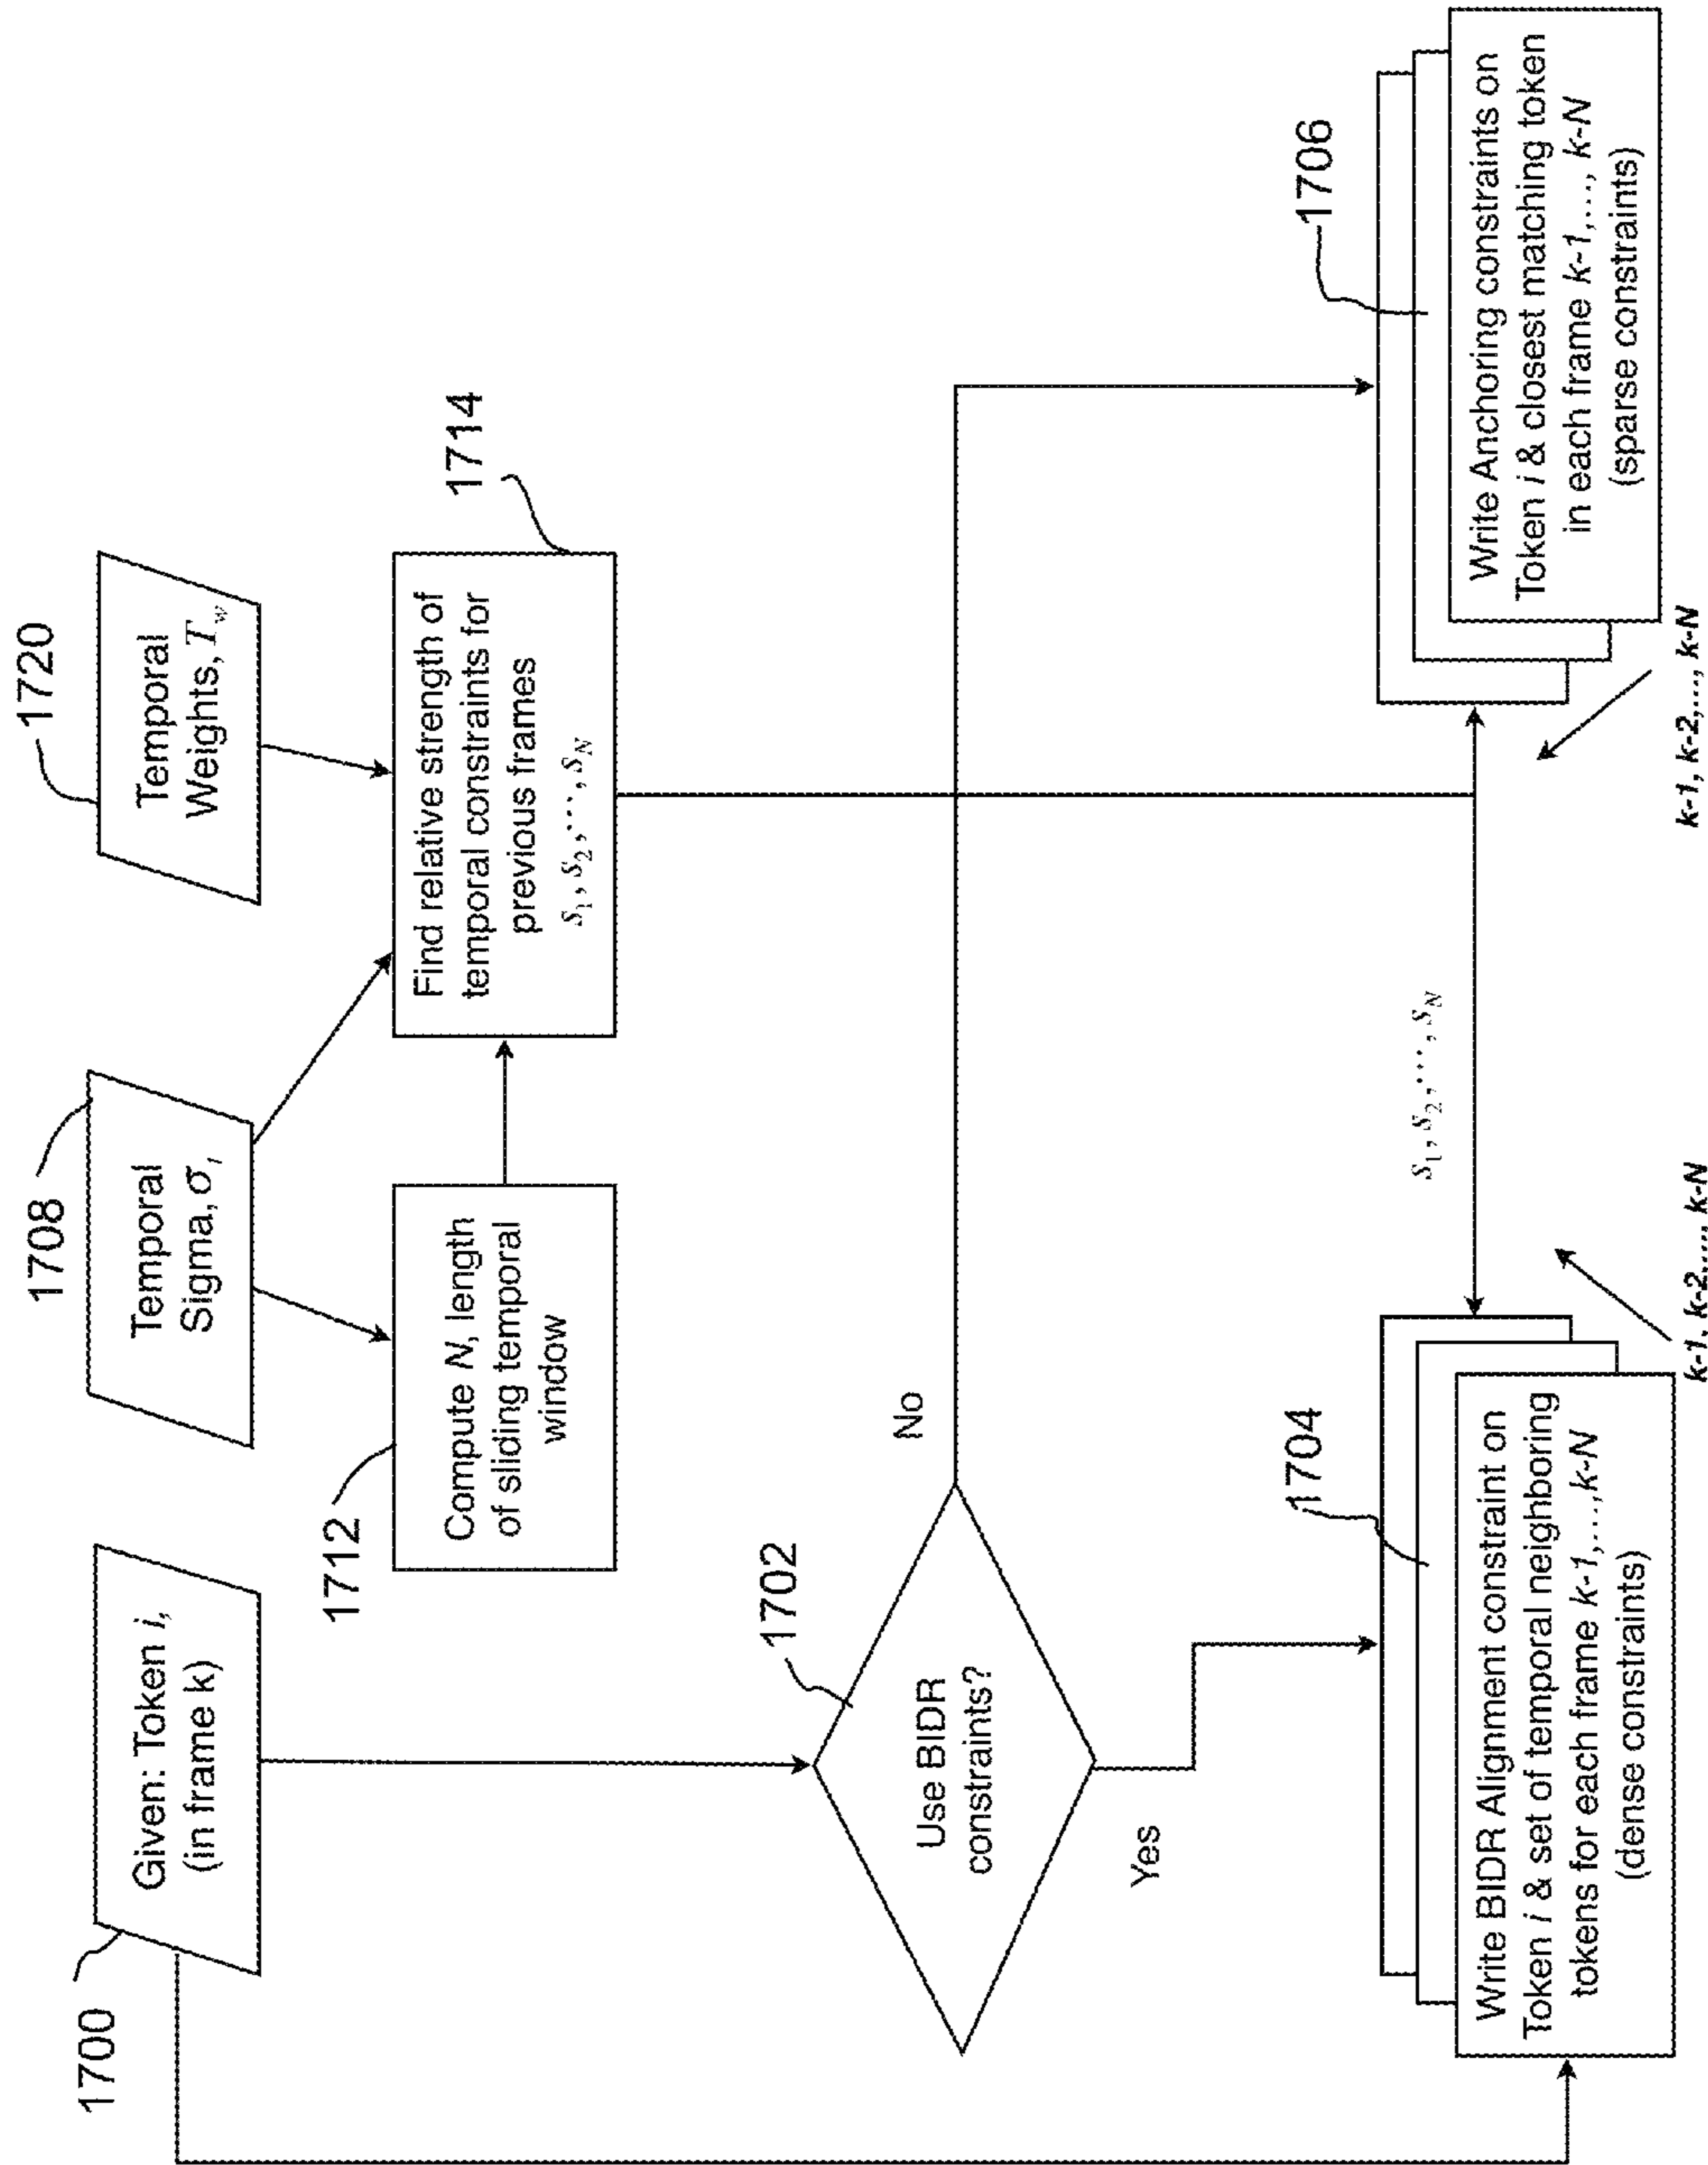 1700
Given: Token i,
(in frame k)
1708
Temporal
Sigma, σt
1720
Temporal
Weights, Tw
1712
Compute N, length
of sliding temporal
window
1714
Find relative strength of
temporal constraints for
previous frames
s1, s2, ..., sN
1702
Use BIDR
constraints?
No
Yes
1704
Write BIDR Alignment constraint on
Token i & set of temporal neighboring
tokens for each frame k-1,...,k-N
(dense constraints)
k-1, k-2,..., k-N
s1, s2, ..., sN
1706
Write Anchoring constraints on
Token i & closest matching token
in each frame k-1,..., k-N
(sparse constraints)
k-1, k-2,..., k-N